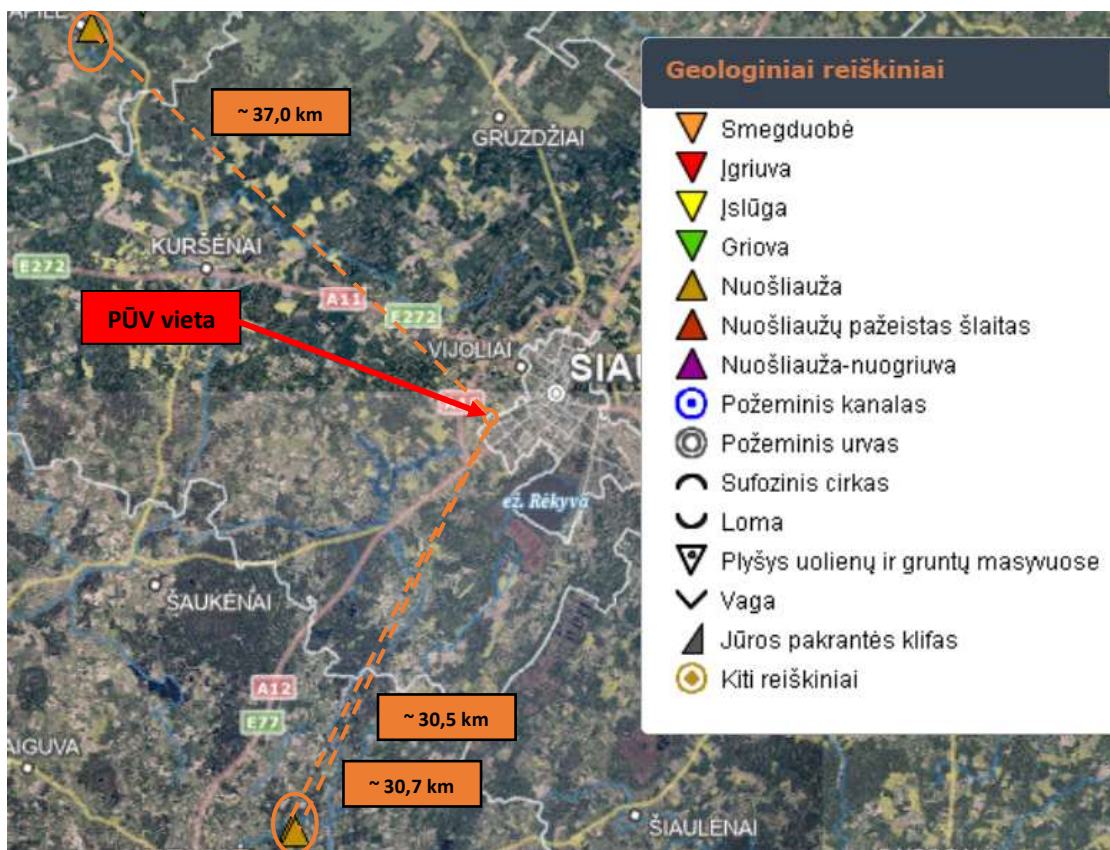 APILĖ
~ 37,0 km
GRUZDŽIAI
KURŠĖNAI
E272
A11
E272
PŪV vieta
VIJOLIAI
ŠIAU
ež. Rėkyva
ŠAUKĖNAI
A12
E77
~ 30,5 km
AIGUVA
~ 30,7 km
ŠIAULĖNAI
Geologiniai reiškiniai
Smegduobė
Įgriuva
Įslūga
Griova
Nuošliauža
Nuošliaužų pažeistas šlaitas
Nuošliauža-nuogriuva
Požeminis kanalas
Požeminis urvas
Sufozinis cirkas
Loma
Plyšys uolienų ir gruntų masyvuose
Vaga
Jūros pakrantės klifas
Kiti reiškiniai